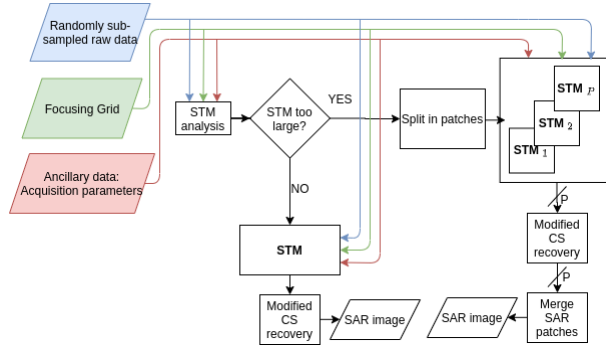 Randomly sub-
sampled raw data
Focusing Grid
Ancillary data:
Acquisition parameters
STM
analysis
STM too
large?
YES
NO
Split in patches
STM P
STM 2
STM 1
P
Modified
CS
recovery
P
Merge
SAR
patches
SAR image
STM
Modified
CS
recovery
SAR image